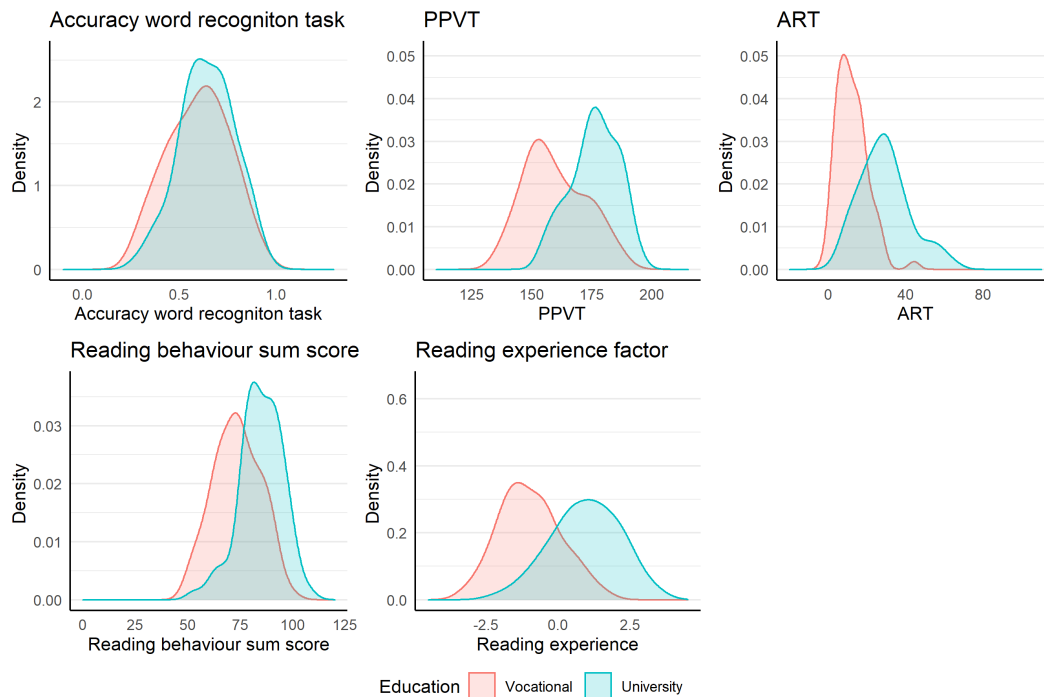 Accuracy word recogniton task
Density
2
1
0
0.0 0.5 1.0
Accuracy word recogniton task
PPVT
Density
0.05
0.04
0.03
0.02
0.01
0.00
125 150 175 200
PPVT
ART
Density
0.05
0.04
0.03
0.02
0.01
0.00
0 40 80
ART
Reading behaviour sum score
Density
0.03
0.02
0.01
0.00
0 25 50 75 100 125
Reading behaviour sum score
Reading experience factor
Density
0.6
0.4
0.2
0.0
-2.5 0.0 2.5
Reading experience
Education Vocational University